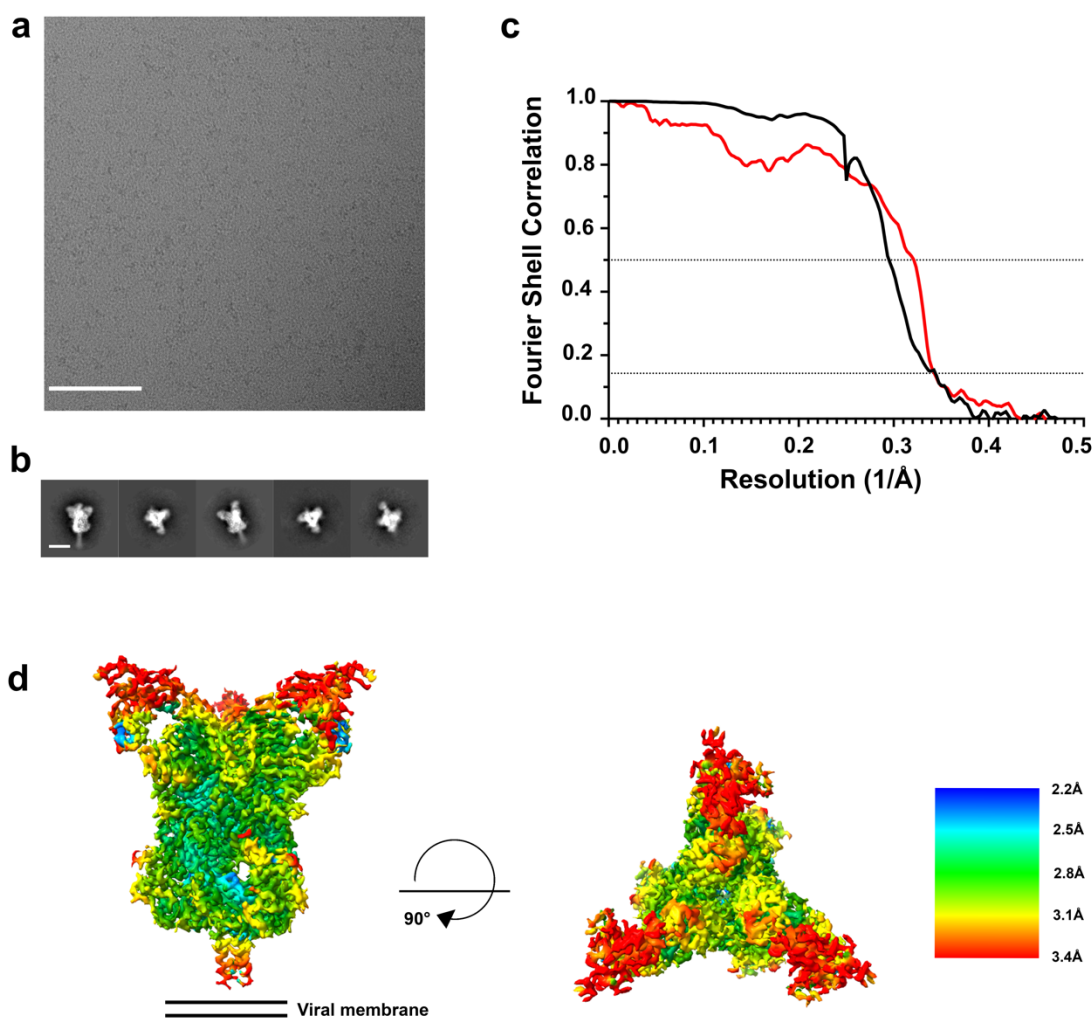 a
c
1.0
0.8
0.6
0.4
0.2
0.0
Fourier Shell Correlation
0.0 0.1 0.2 0.3 0.4 0.5
Resolution (1/Å)
b
d
90°
Viral membrane
2.2Å
2.5Å
2.8Å
3.1Å
3.4Å